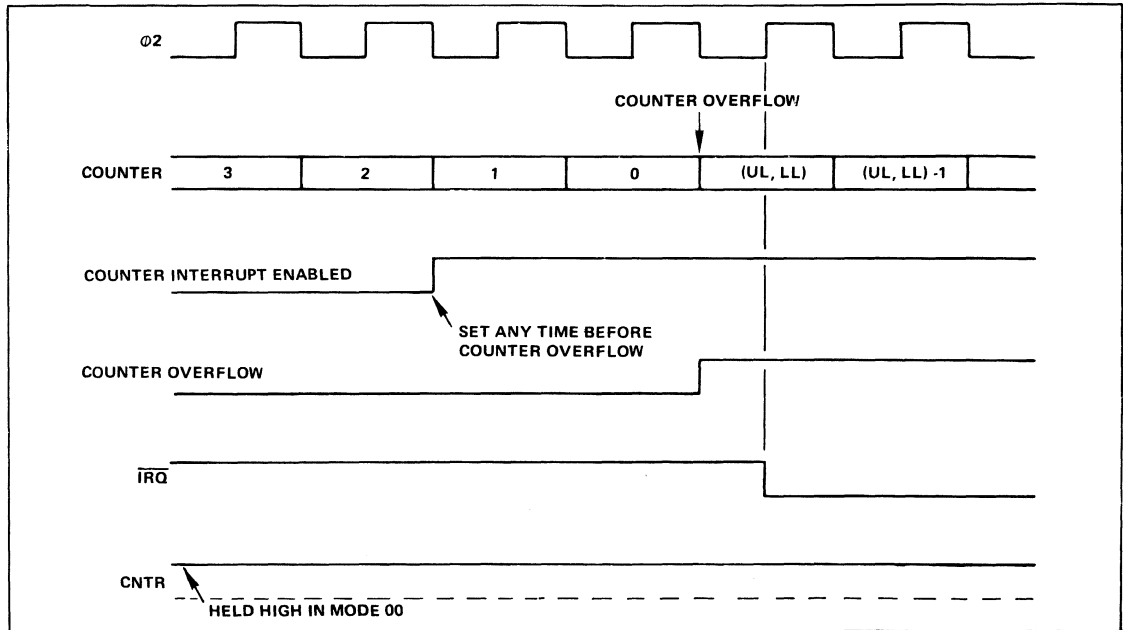 Φ2
COUNTER OVERFLOW
COUNTER 3 2 1 0 (UL, LL) (UL, LL) -1
COUNTER INTERRUPT ENABLED
SET ANY TIME BEFORE
COUNTER OVERFLOW
COUNTER OVERFLOW
IRQ
CNTR
HELD HIGH IN MODE 00